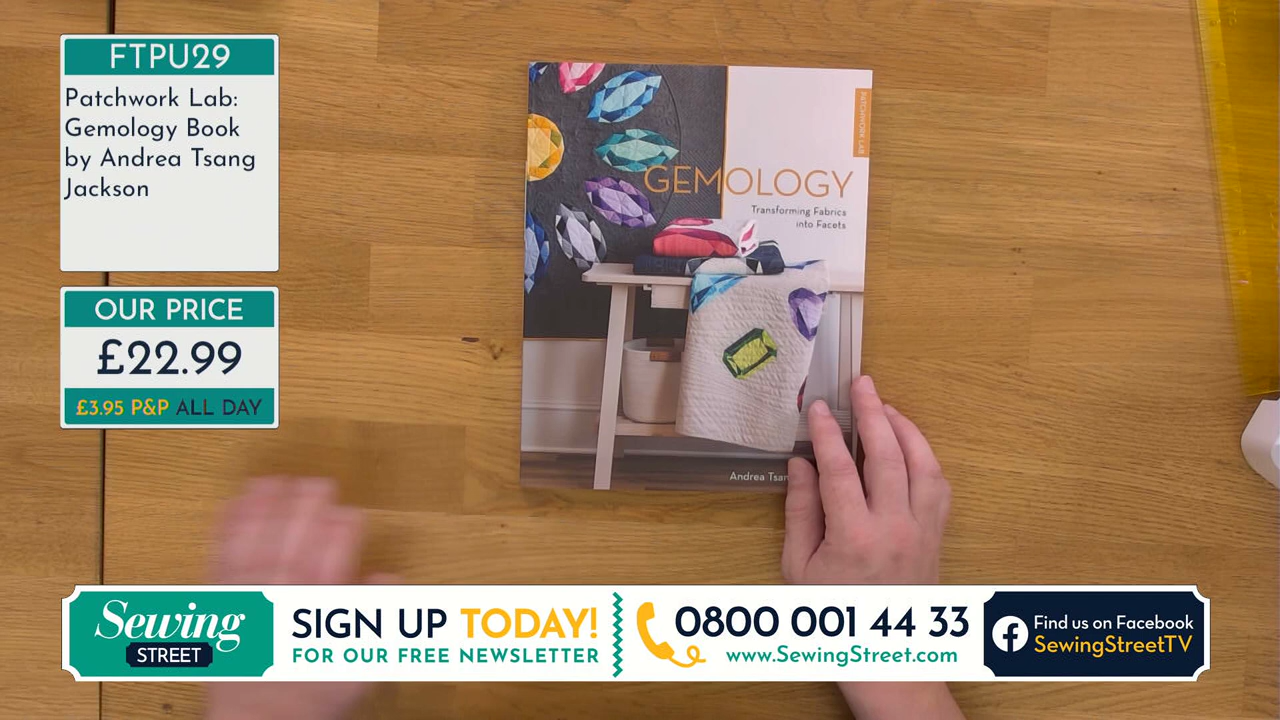 FTPU29
Patchwork Lab:
Gemology Book
by Andrea Tsang
Jackson
OUR PRICE
£22.99
£3.95 P&P ALL DAY
PATCHWORK LAB
GEMOLOGY
Transforming Fabrics
into Facets
Andrea
Sewing
STREET
SIGN UP TODAY!
FOR OUR FREE NEWSLETTER
0800 001 44 33
www.SewingStreet.com
Find us on Facebook
SewingStreetTV